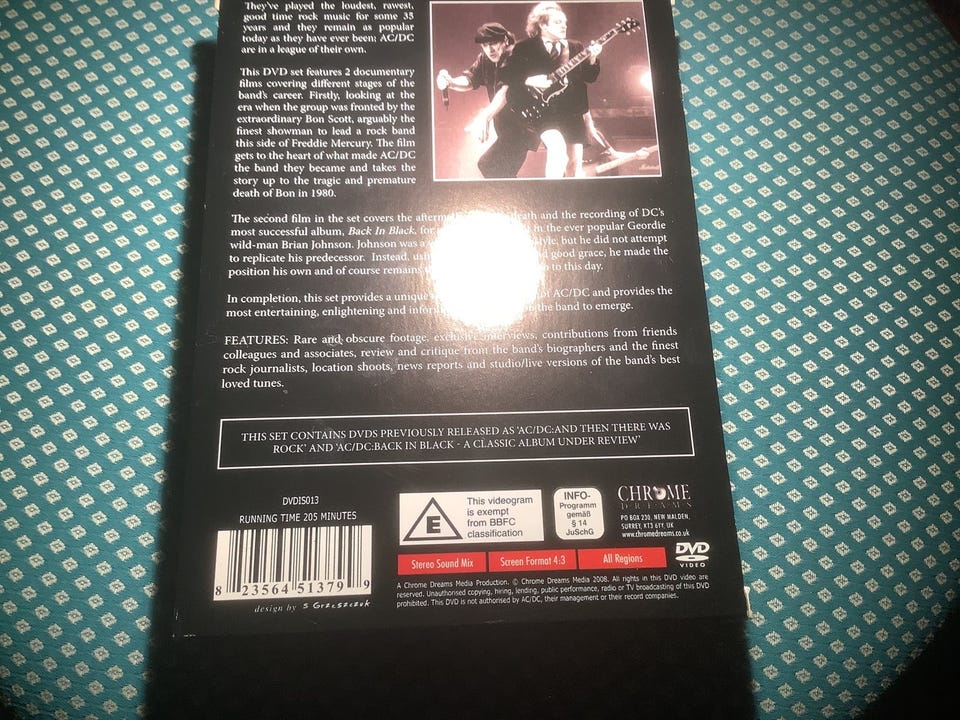 They've played the loudest, rawest,
good time rock music for some 35
years and they remain as popular
today as they have ever been; AC/DC
are in a league of their own.
This DVD set features 2 documentary
films covering different stages of the
band's career. Firstly, looking at the
era when the group was fronted by the
extraordinary Bon Scott, arguably the
finest showman to lead a rock band
this side of Freddie Mercury. The film
gets to the heart of what made AC/DC
the band they became and takes the
story up to the tragic and premature
death of Bon in 1980.
The second film in the set covers the death and the recording of DC's
most successful album, Back In Black, in the ever popular Geordie
wild-man Brian Johnson. Johnson was a but he did not attempt
to replicate his predecessor. Instead, good grace, he made the
position his own and of course remains to this day.
In completion, this set provides a unique AC/DC and provides the
most entertaining, enlightening and the band to emerge.
FEATURES: Rare and obscure footage, exclusive interviews, contributions from friends
colleagues and associates, review and critique from the band's biographers and the finest
rock journalists, location shoots, news reports and studio/live versions of the band's best
loved tunes.
THIS SET CONTAINS DVDS PREVIOUSLY RELEASED AS 'AC/DC:AND THEN THERE WAS
ROCK' AND 'AC/DC:BACK IN BLACK - A CLASSIC ALBUM UNDER REVIEW'
DVDIS013
RUNNING TIME 205 MINUTES
8 23564 51379 9
design by s Grzeszczuk
E
This videogram
is exempt
from BBFC
classification
INFO-
Programm
gemäß
§ 14
JuSchG
CHROME
DREAMS
PO BOX 230, NEW MALDEN,
SURREY, KT3 6YY, UK
www.chromedreams.co.uk
Stereo Sound Mix
Screen Format 4:3
All Regions
DVD
VIDEO
A Chrome Dreams Media Production. © Chrome Dreams Media 2008. All rights in this DVD video are
reserved. Unauthorised copying, hiring, lending, public performance, radio or TV broadcasting of this DVD
prohibited. This DVD is not authorised by AC/DC, their management or their record companies.